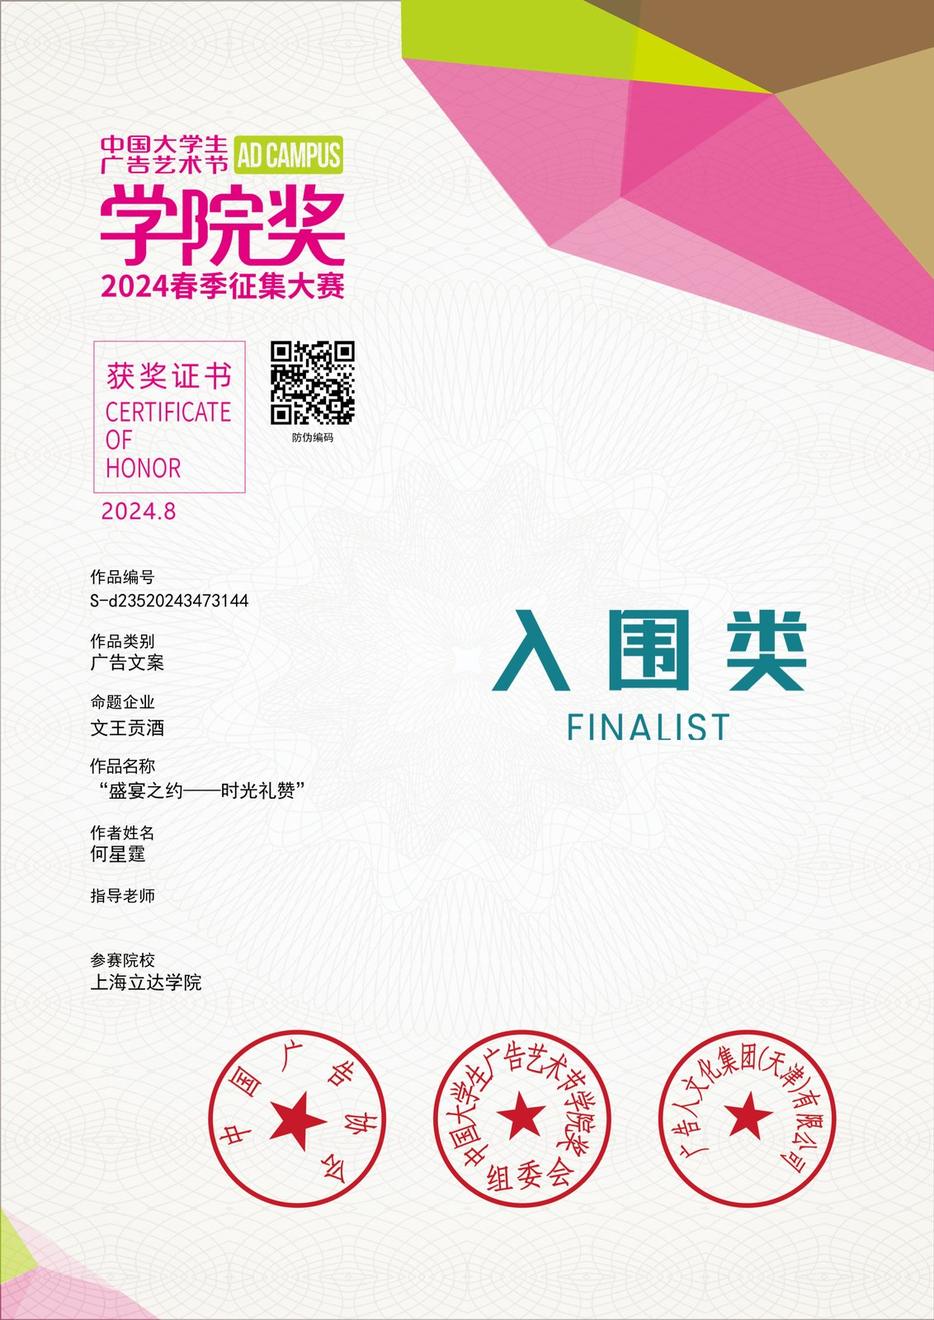 中国大学生
广告艺术节
AD CAMPUS
学院奖
2024春季征集大赛
获奖证书
CERTIFICATE
OF
HONOR
防伪编码
2024.8
作品编号
S-d23520243473144
作品类别
广告文案
命题企业
文王贡酒
作品名称
“盛宴之约——时光礼赞”
作者姓名
何星霆
指导老师
参赛院校
上海立达学院
入围类
FINALIST
中国广告协会
中国大学生广告艺术节学院奖
组委会
广告人文化集团(天津)有限公司